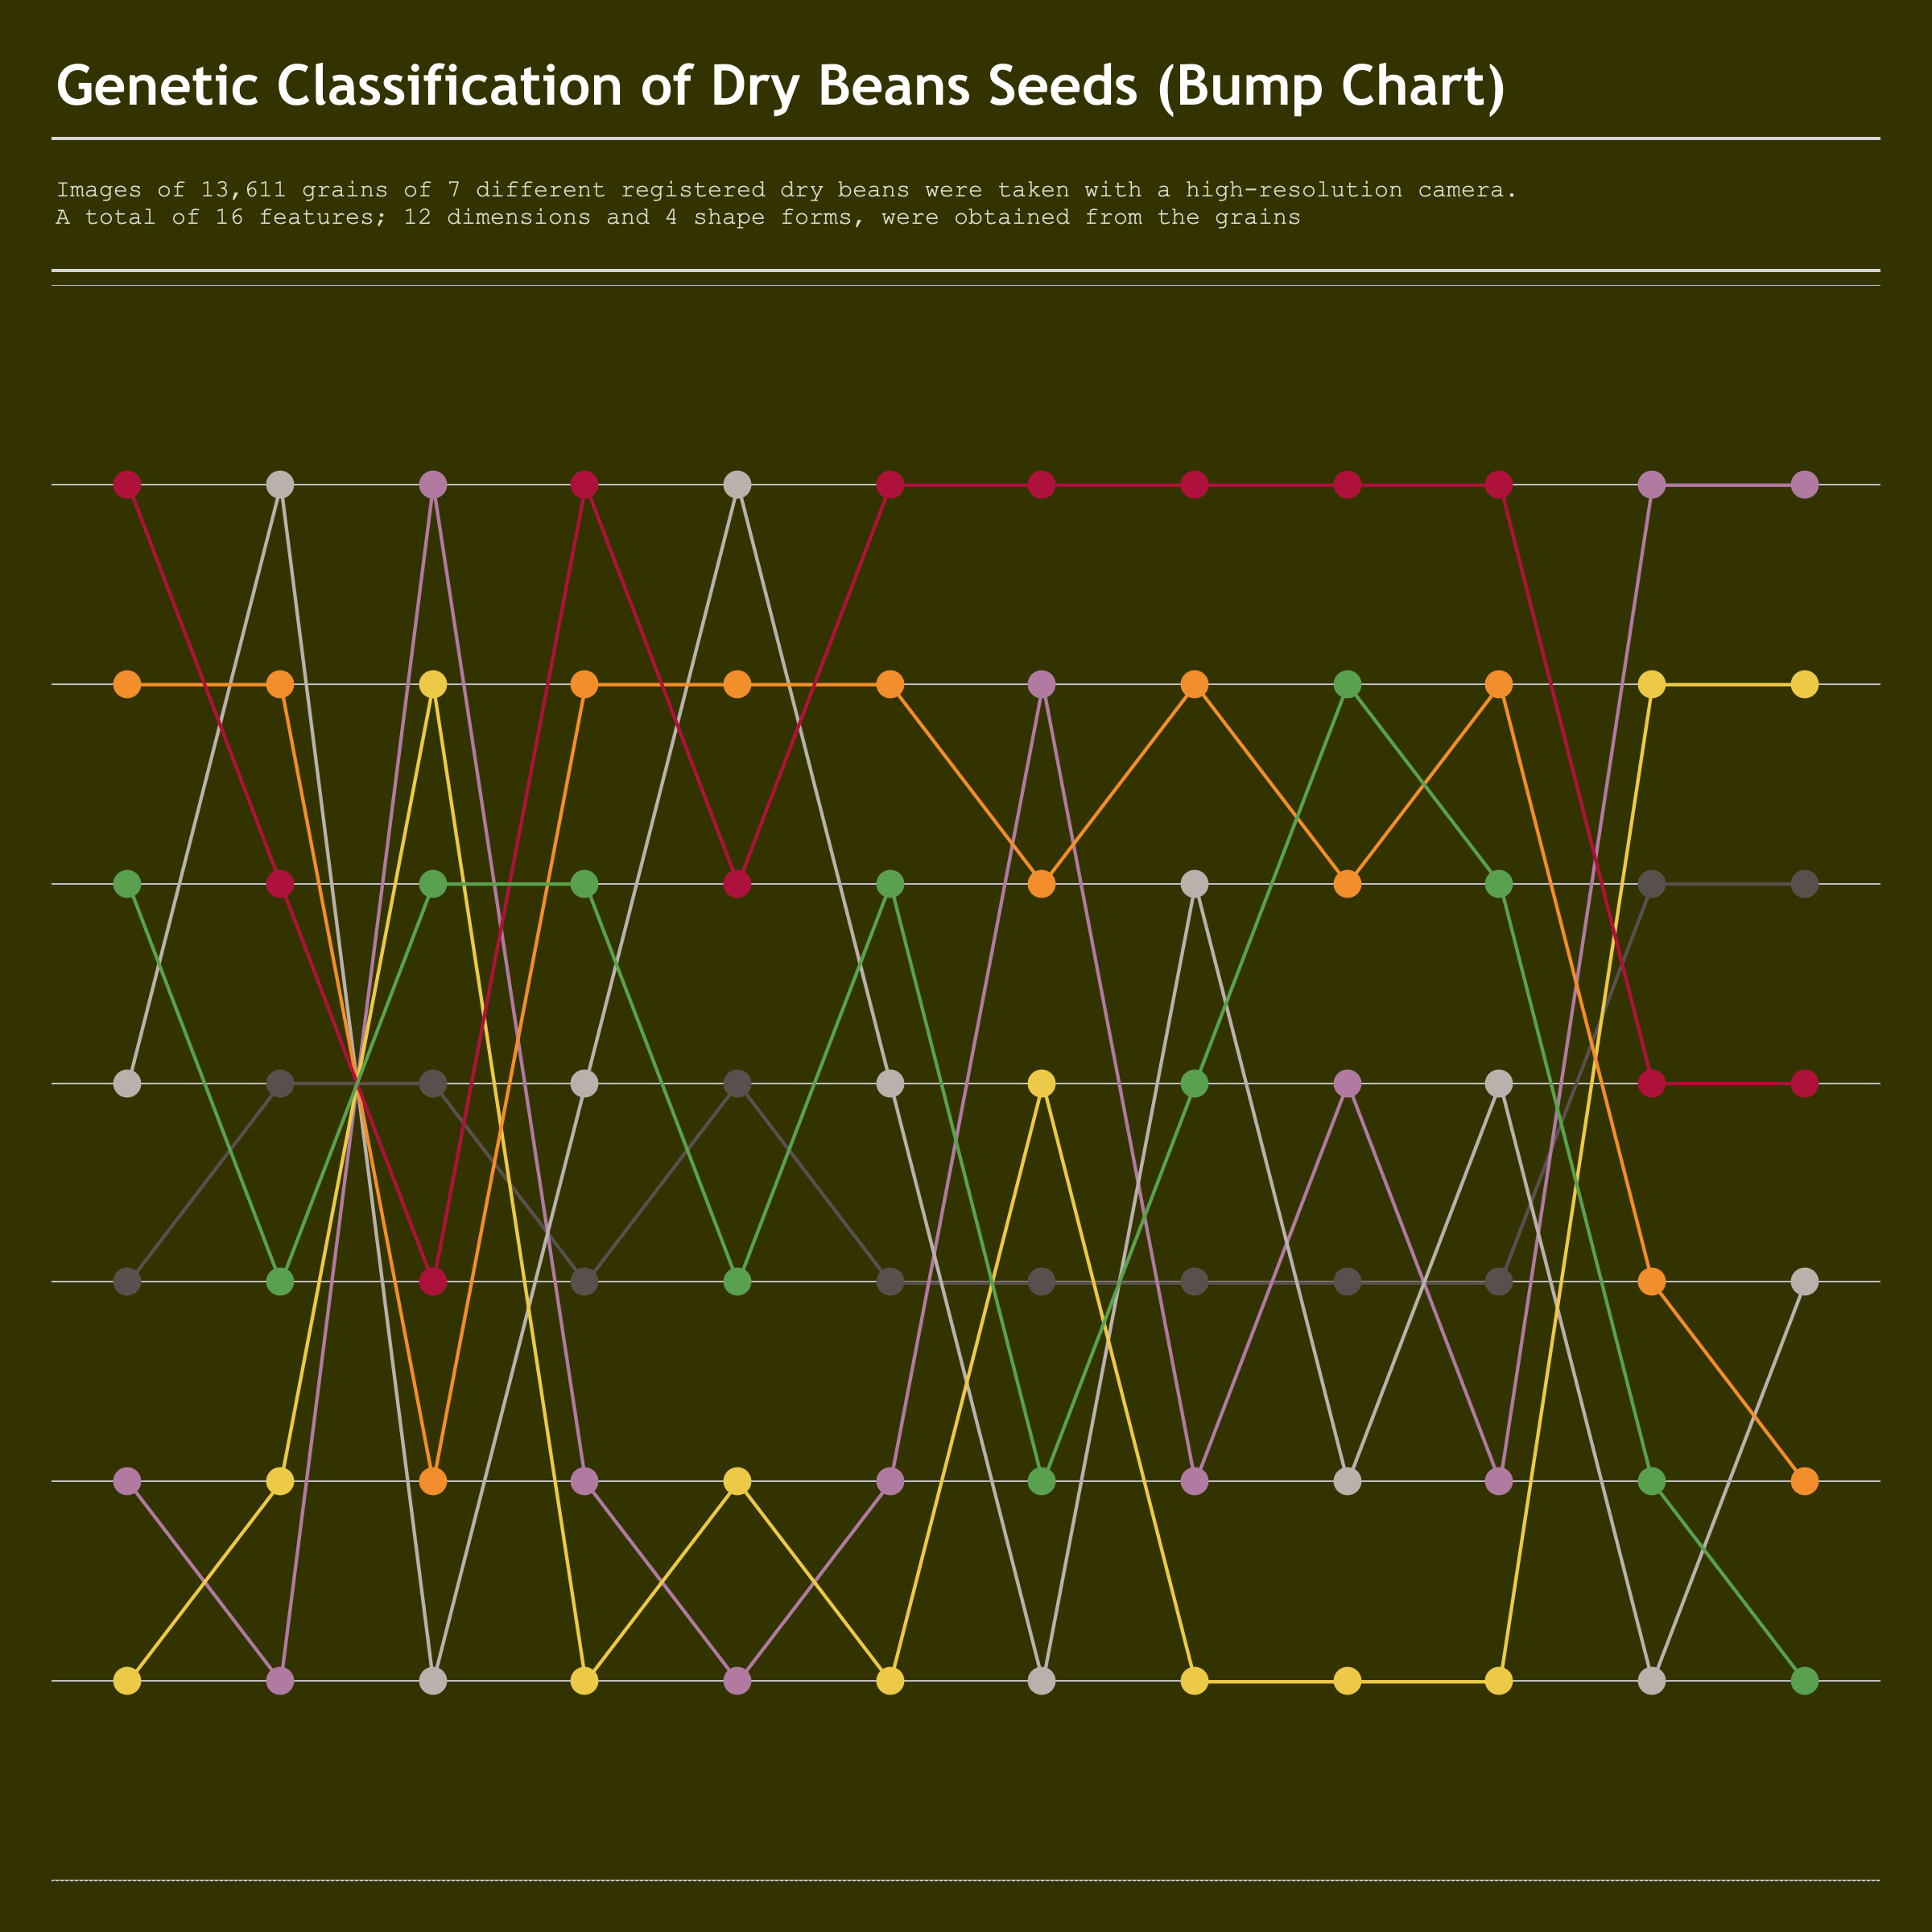 Genetic Classification of Dry Beans Seeds (Bump Chart)
Images of 13,611 grains of 7 different registered dry beans were taken with a high-resolution camera.
A total of 16 features; 12 dimensions and 4 shape forms, were obtained from the grains